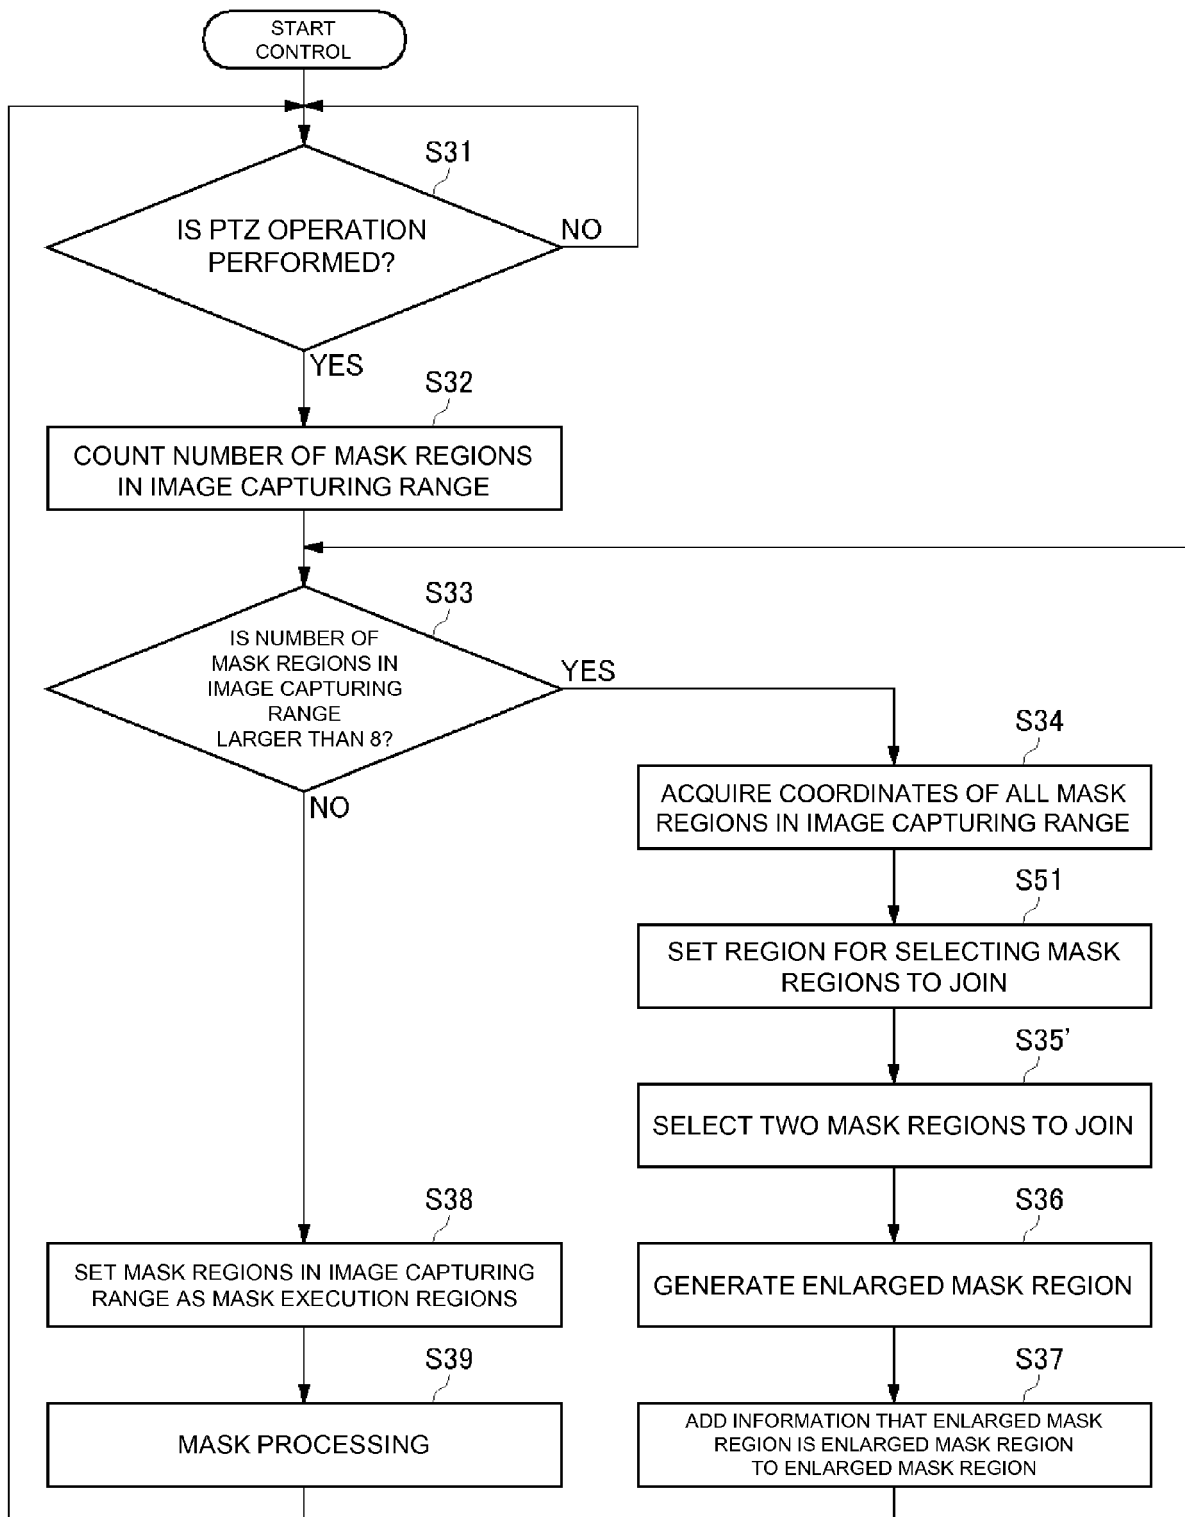 START
CONTROL
S31
IS PTZ OPERATION
PERFORMED?
NO
YES
S32
COUNT NUMBER OF MASK REGIONS
IN IMAGE CAPTURING RANGE
S33
IS NUMBER OF
MASK REGIONS IN
IMAGE CAPTURING
RANGE
LARGER THAN 8?
YES
NO
S34
ACQUIRE COORDINATES OF ALL MASK
REGIONS IN IMAGE CAPTURING RANGE
S51
SET REGION FOR SELECTING MASK
REGIONS TO JOIN
S35'
SELECT TWO MASK REGIONS TO JOIN
S36
GENERATE ENLARGED MASK REGION
S37
ADD INFORMATION THAT ENLARGED MASK
REGION IS ENLARGED MASK REGION
TO ENLARGED MASK REGION
S38
SET MASK REGIONS IN IMAGE CAPTURING
RANGE AS MASK EXECUTION REGIONS
S39
MASK PROCESSING